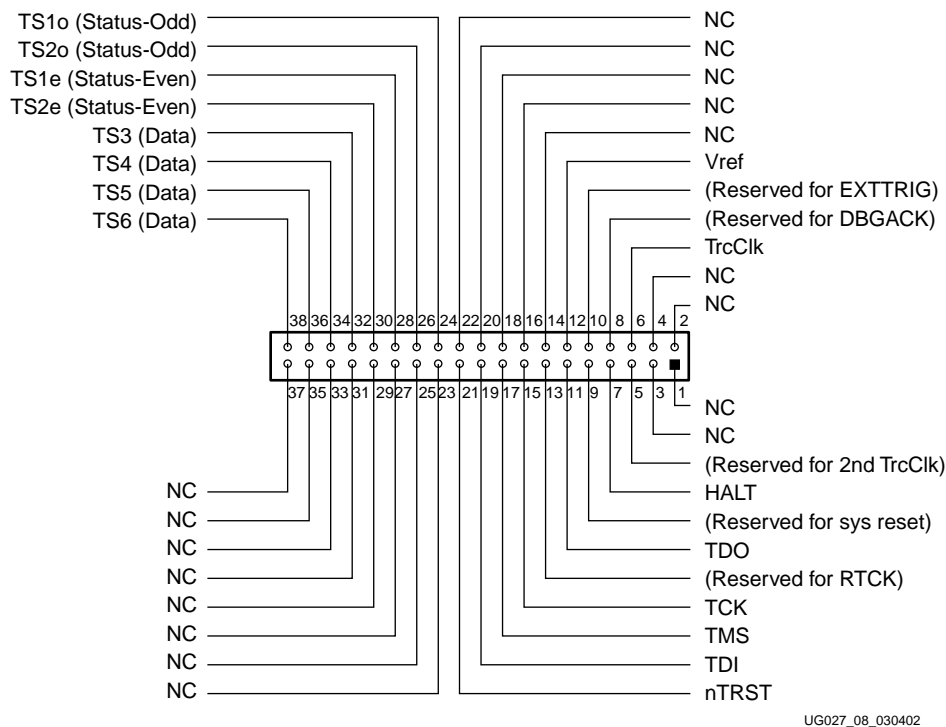 TS1o (Status-Odd)
TS2o (Status-Odd)
TS1e (Status-Even)
TS2e (Status-Even)
TS3 (Data)
TS4 (Data)
TS5 (Data)
TS6 (Data)
NC
NC
NC
NC
NC
Vref
(Reserved for EXTTRIG)
(Reserved for DBGACK)
TrcClk
NC
NC
38 36 34 32 30 28 26 24 22 20 18 16 14 12 10 8 6 4 2
37 35 33 31 29 27 25 23 21 19 17 15 13 11 9 7 5 3 1
NC
NC
NC
NC
NC
NC
NC
NC
NC
NC
(Reserved for 2nd TrcClk)
HALT
(Reserved for sys reset)
TDO
(Reserved for RTCK)
TCK
TMS
TDI
nTRST
UG027_08_030402